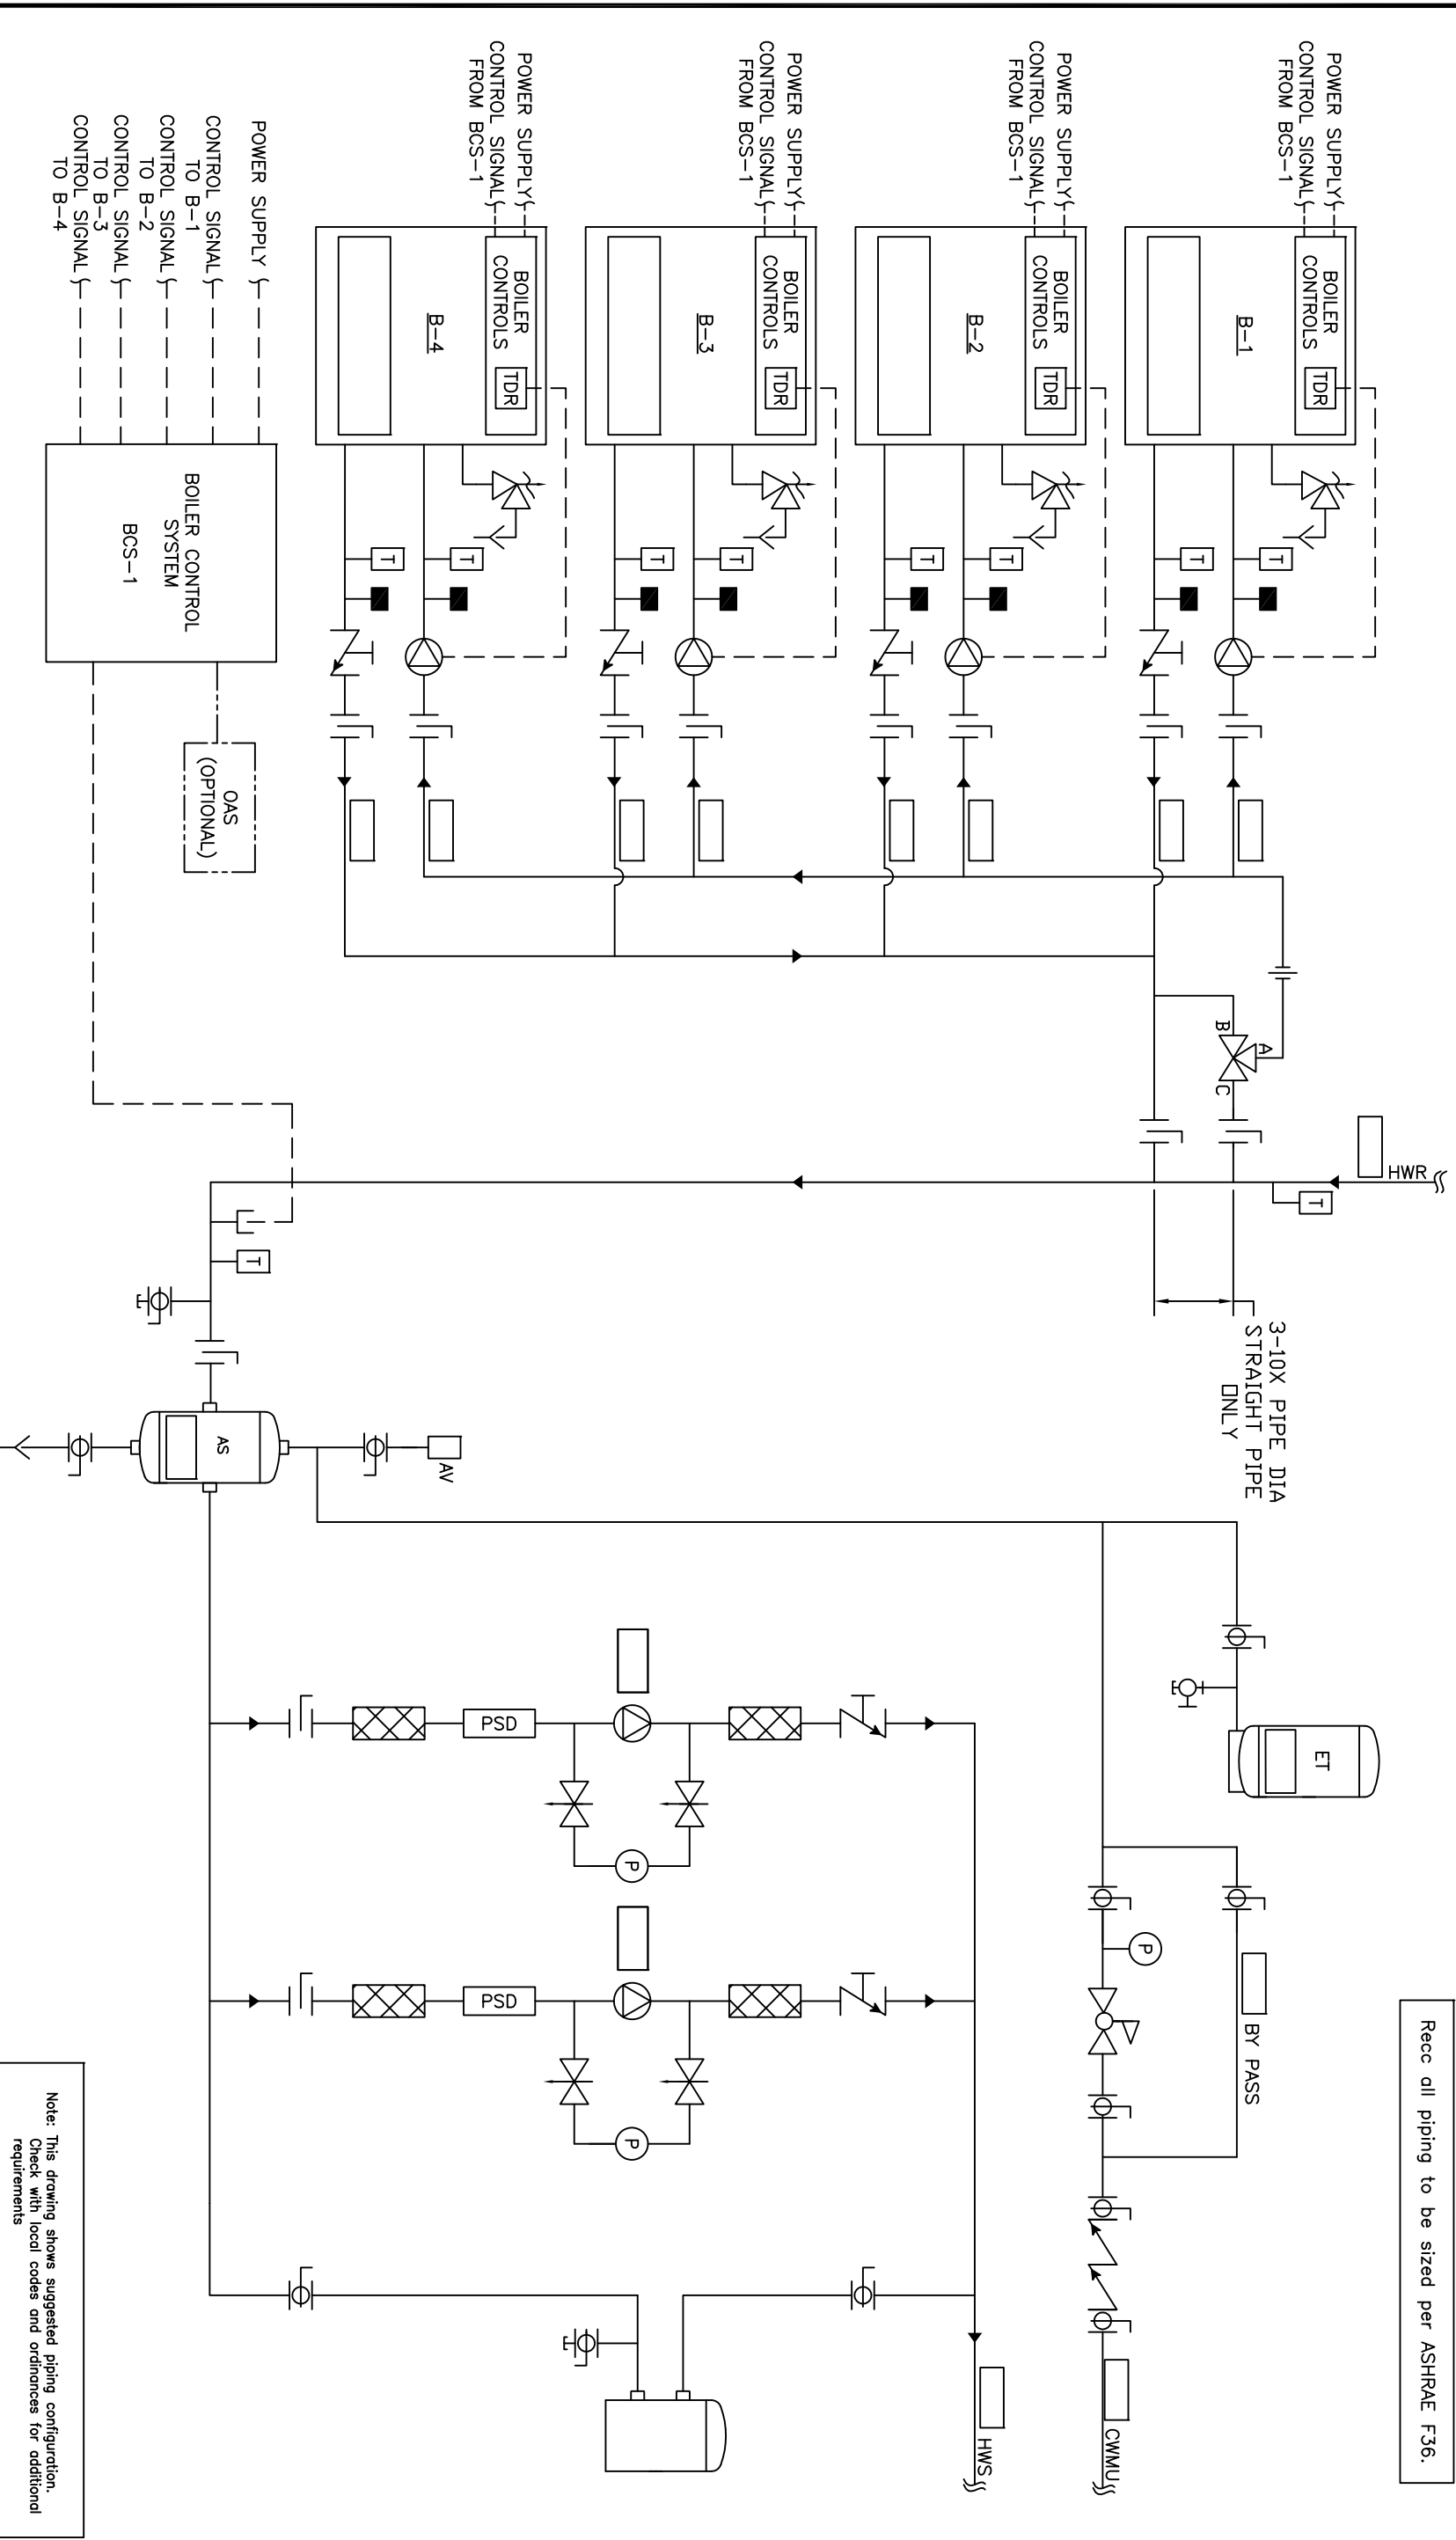 POWER SUPPLY
CONTROL SIGNAL
FROM BCS-1
BOILER
CONTROLS
TDR
B-1
T
T
POWER SUPPLY
CONTROL SIGNAL
FROM BCS-1
BOILER
CONTROLS
TDR
B-2
T
T
POWER SUPPLY
CONTROL SIGNAL
FROM BCS-1
BOILER
CONTROLS
TDR
B-3
T
T
POWER SUPPLY
CONTROL SIGNAL
FROM BCS-1
BOILER
CONTROLS
TDR
B-4
T
T
POWER SUPPLY
CONTROL SIGNAL
TO B-1
CONTROL SIGNAL
TO B-2
CONTROL SIGNAL
TO B-3
CONTROL SIGNAL
TO B-4
BOILER CONTROL
SYSTEM
BCS-1
OAS
(OPTIONAL)
A
B
C
HWR
T
T
3-10X PIPE DIA
STRAIGHT PIPE
ONLY
AS
AV
ET
PSD
P
PSD
P
P
BY PASS
CWMU
HWS
Recc all piping to be sized per ASHRAE F36.
Note: This drawing shows suggested piping configuration.
Check with local codes and ordinances for additional
requirements